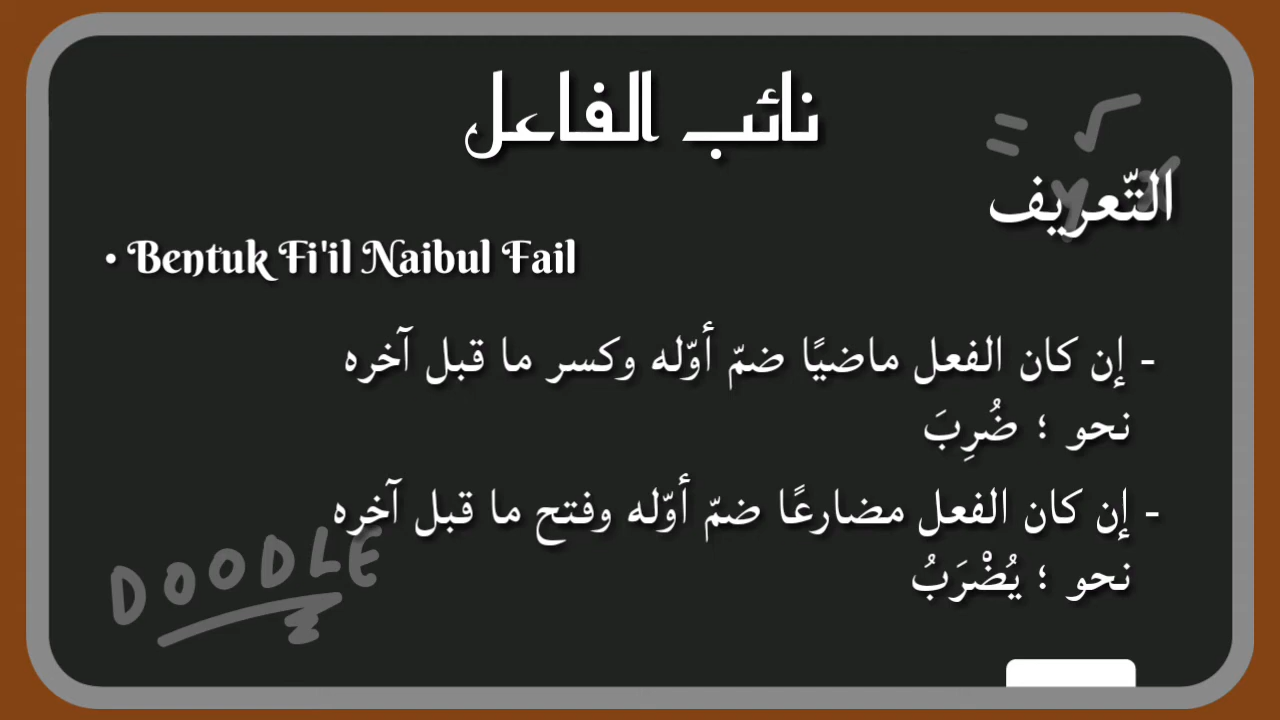 نائب الفاعل
= √
y x
التّعريف
• Bentuk Fi'il Naibul Fail
- إن كان الفعل ماضيًا ضمّ أوّله وكسر ما قبل آخره
نحو ؛ ضُرِبَ
- إن كان الفعل مضارعًا ضمّ أوّله وفتح ما قبل آخره
نحو ؛ يُضْرَبُ
DOODLE